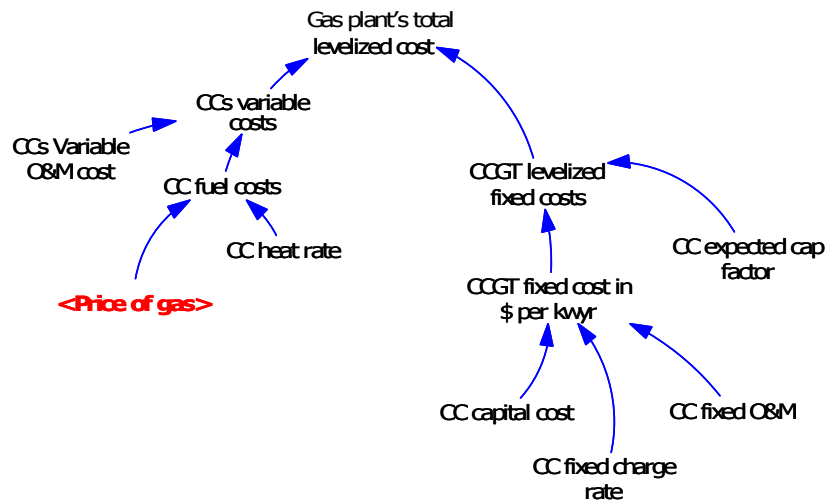 Gas plant's total
levelized cost
CCs variable
costs
CCs Variable
O&M cost
CC fuel costs
CC heat rate
<Price of gas>
CCGT levelized
fixed costs
CC expected cap
factor
CCGT fixed cost in
$ per kwyr
CC capital cost
CC fixed O&M
CC fixed charge
rate